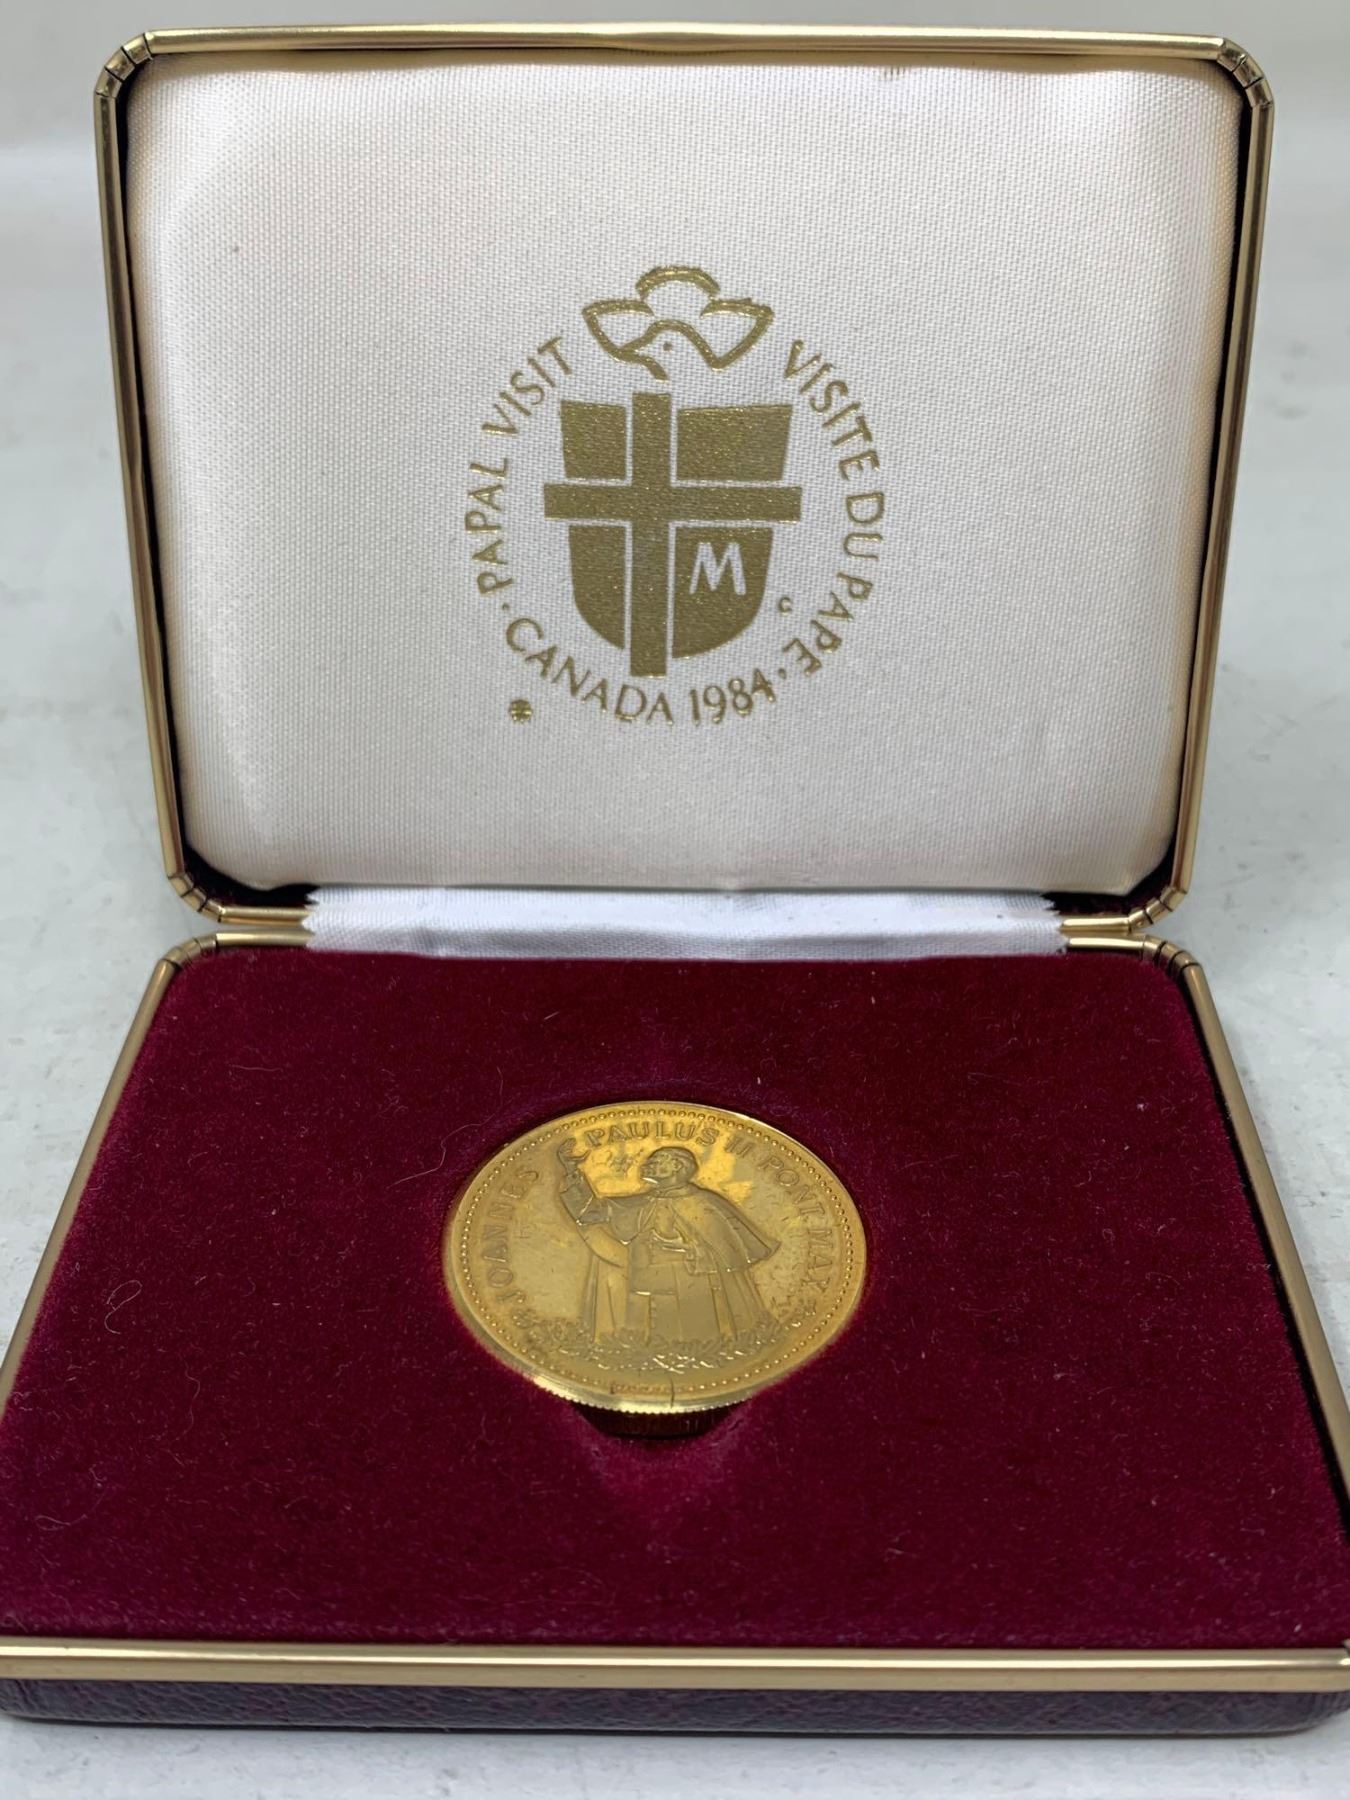 · PAPAL VISIT
VISITE DU PAPE ·
CANADA 1984
M
JOANNES PAULUS II PONT. MAX.